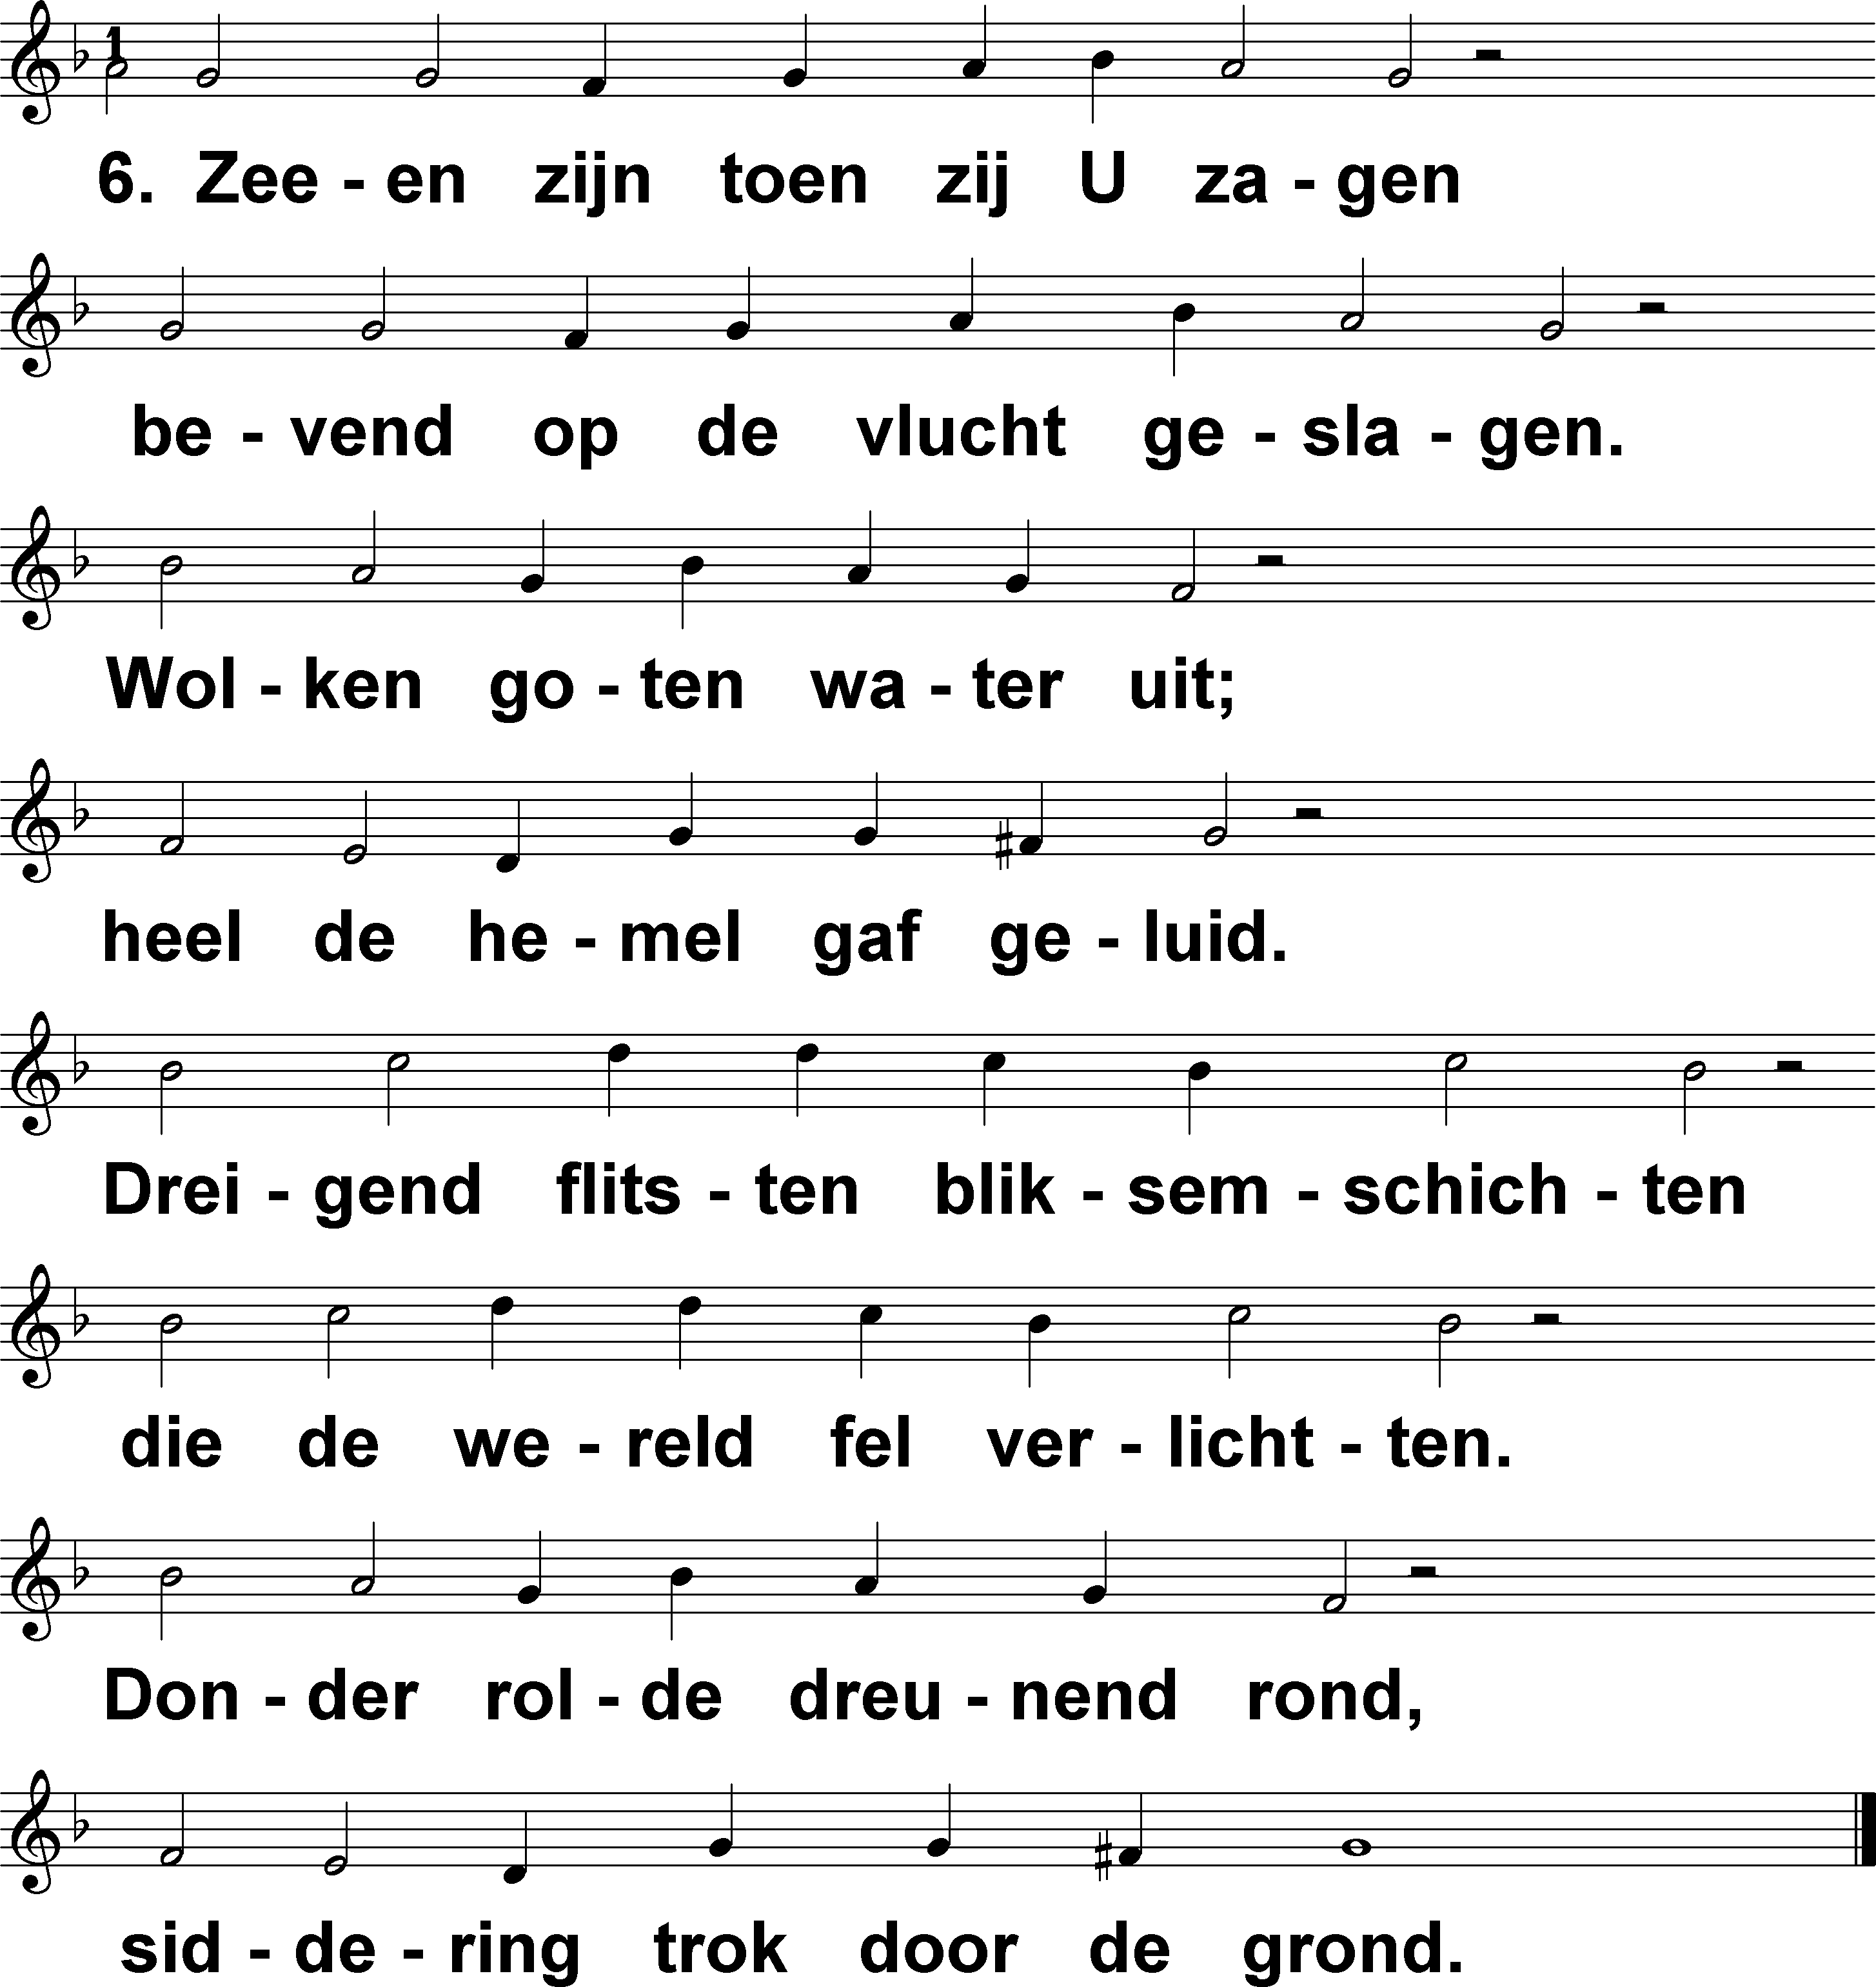 1
6. Zee - en zijn toen zij U za - gen
be - vend op de vlucht ge - sla - gen.
Wol - ken go - ten wa - ter uit;
heel de he - mel gaf ge - luid.
Drei - gend flits - ten blik - sem - schich - ten
die de we - reld fel ver - licht - ten.
Don - der rol - de dreu - nend rond,
sid - de - ring trok door de grond.